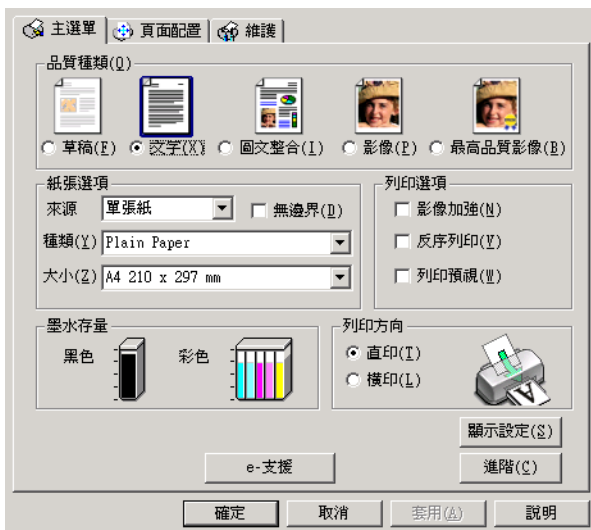 主選單 頁面配置 維護
品質種類(Q)
草稿(F) 文字(X) 圖文整合(I) 影像(P) 最高品質影像(B)
紙張選項
來源 單張紙 無邊界(D)
種類(Y) Plain Paper
大小(Z) A4 210 x 297 mm
列印選項
影像加強(N)
反序列印(V)
列印預視(W)
墨水存量
黑色 彩色
列印方向
直印(T)
橫印(L)
顯示設定(S)
e-支援 進階(C)
確定 取消 套用(A) 說明